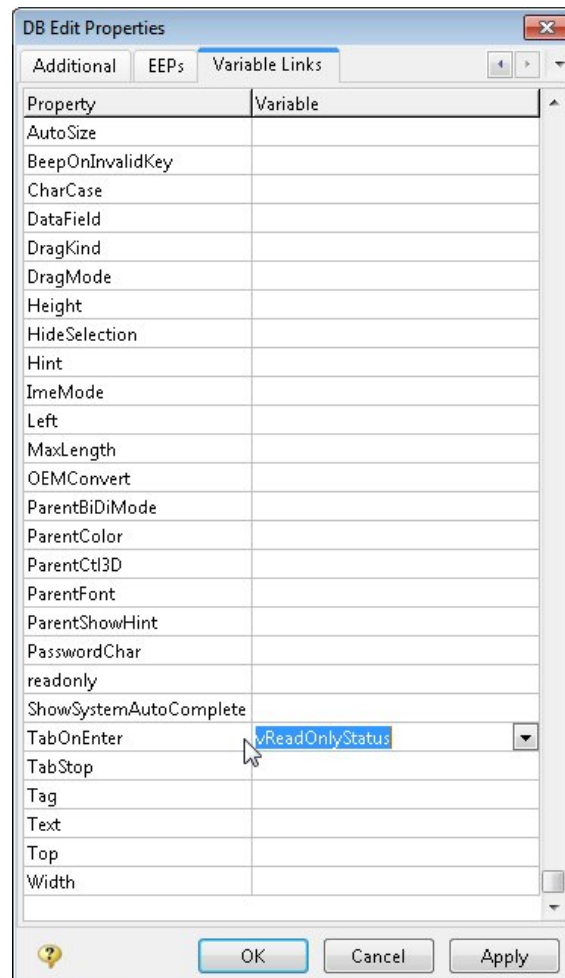 DB Edit Properties
Additional EEPs Variable Links
Property Variable
AutoSize
BeepOnInvalidKey
CharCase
DataField
DragKind
DragMode
Height
HideSelection
Hint
ImeMode
Left
MaxLength
OEMConvert
ParentBiDiMode
ParentColor
ParentCtl3D
ParentFont
ParentShowHint
PasswordChar
readonly
ShowSystemAutoComplete
TabOnEnter vReadOnlyStatus
TabStop
Tag
Text
Top
Width
OK Cancel Apply